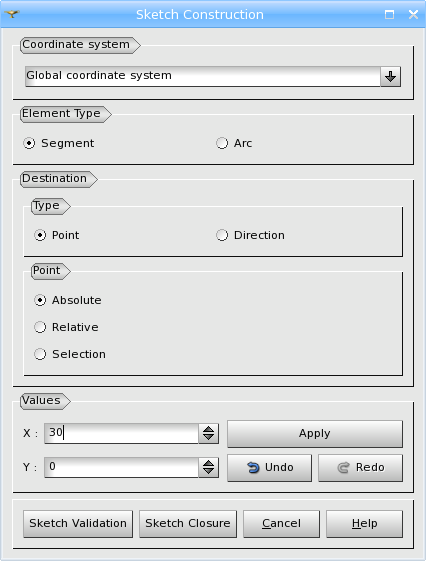 Sketch Construction
Coordinate system
Global coordinate system
Element Type
Segment Arc
Destination
Type
Point Direction
Point
Absolute
Relative
Selection
Values
X : 30 Apply
Y : 0 Undo Redo
Sketch Validation Sketch Closure Cancel Help